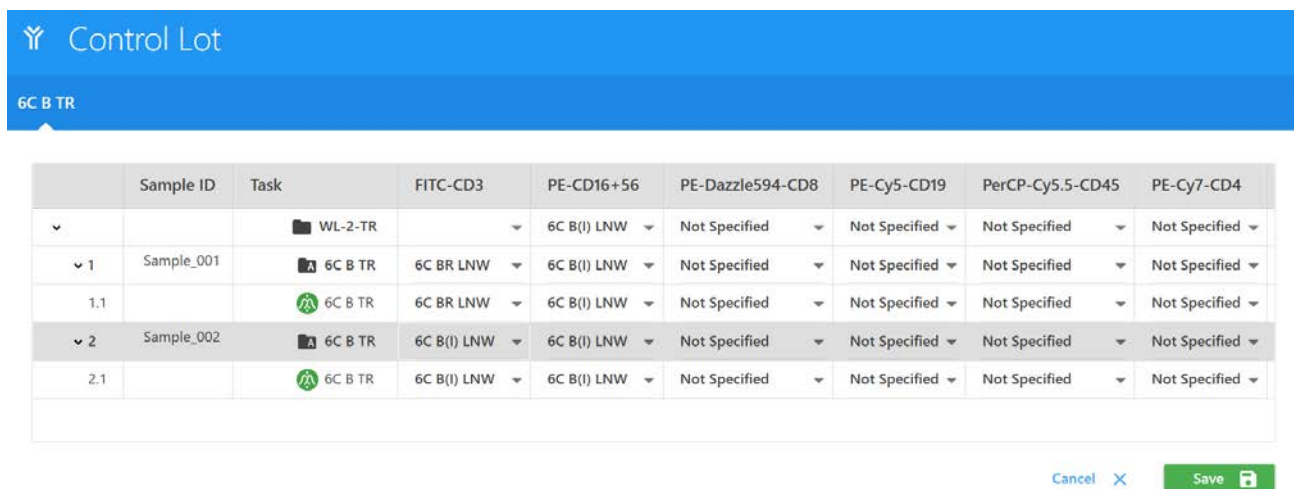 Control Lot
6C B TR
Sample ID Task FITC-CD3 PE-CD16+56 PE-Dazzle594-CD8 PE-Cy5-CD19 PerCP-Cy5.5-CD45 PE-Cy7-CD4
WL-2-TR 6C B(I) LNW Not Specified Not Specified Not Specified Not Specified
1 Sample_001 A 6C B TR 6C BR LNW 6C B(I) LNW Not Specified Not Specified Not Specified Not Specified
1.1 6C B TR 6C BR LNW 6C B(I) LNW Not Specified Not Specified Not Specified Not Specified
2 Sample_002 A 6C B TR 6C B(I) LNW 6C B(I) LNW Not Specified Not Specified Not Specified Not Specified
2.1 6C B TR 6C B(I) LNW 6C B(I) LNW Not Specified Not Specified Not Specified Not Specified
Cancel Save